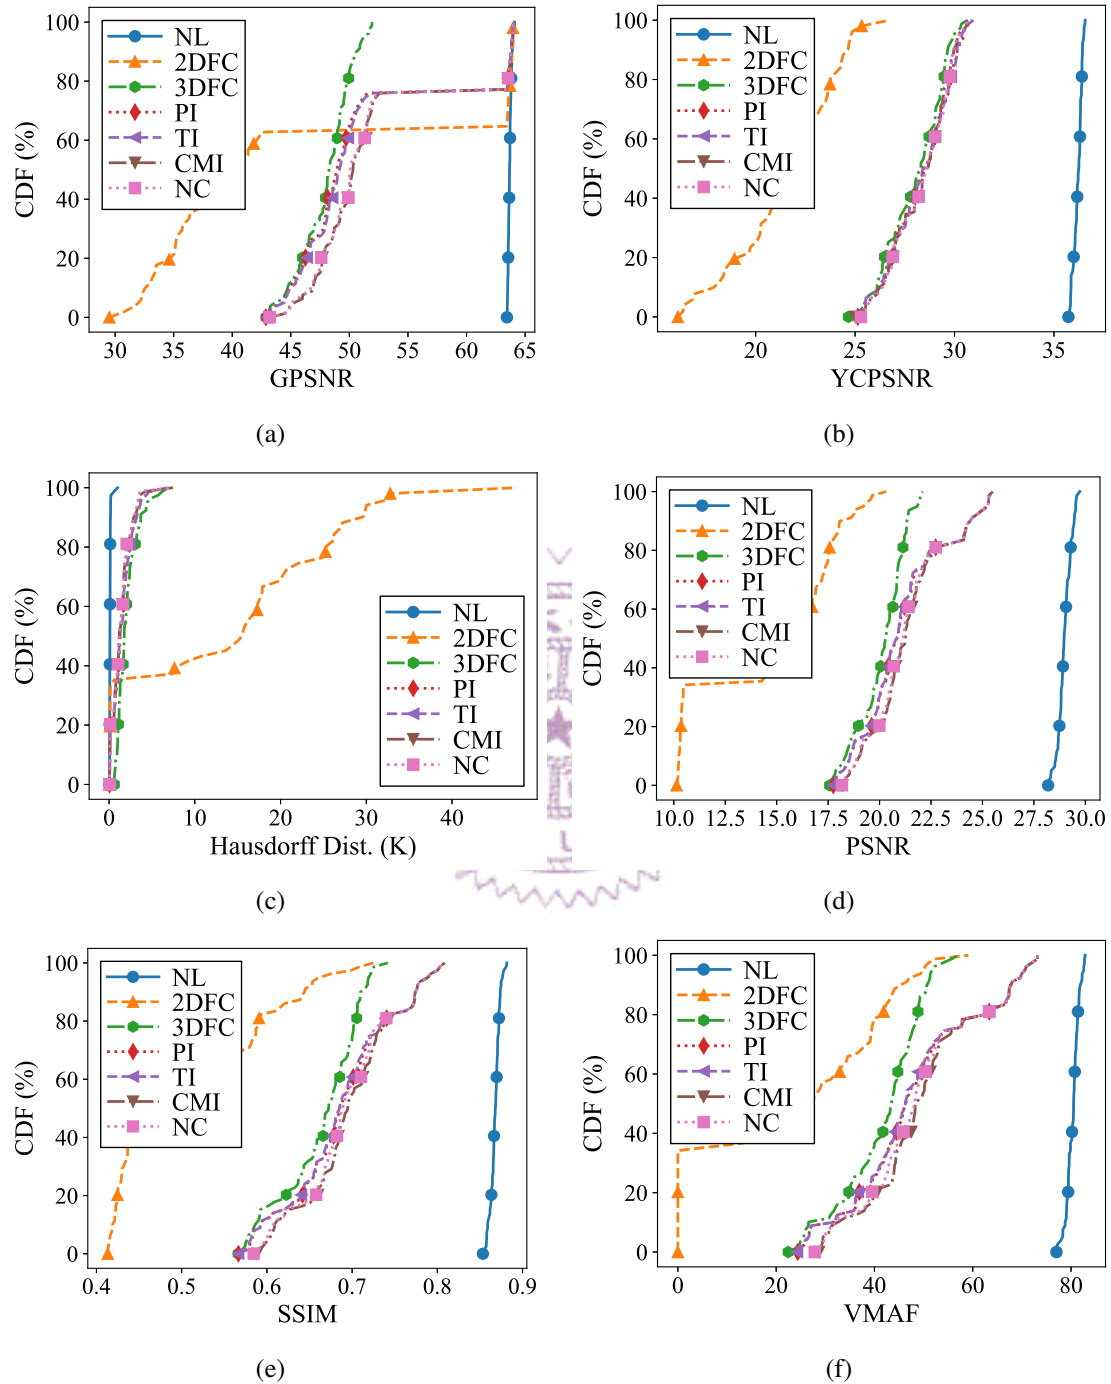 100
80
60
40
20
0
CDF (%)
NL
2DFC
3DFC
PI
TI
CMI
NC
30 35 40 45 50 55 60 65
GPSNR
(a)
100
80
60
40
20
0
CDF (%)
NL
2DFC
3DFC
PI
TI
CMI
NC
20 25 30 35
YCPSNR
(b)
100
80
60
40
20
0
CDF (%)
NL
2DFC
3DFC
PI
TI
CMI
NC
0 10 20 30 40
Hausdorff Dist. (K)
(c)
100
80
60
40
20
0
CDF (%)
NL
2DFC
3DFC
PI
TI
CMI
NC
10.0 12.5 15.0 17.5 20.0 22.5 25.0 27.5 30.0
PSNR
(d)
100
80
60
40
20
0
CDF (%)
NL
2DFC
3DFC
PI
TI
CMI
NC
0.4 0.5 0.6 0.7 0.8 0.9
SSIM
(e)
100
80
60
40
20
0
CDF (%)
NL
2DFC
3DFC
PI
TI
CMI
NC
0 20 40 60 80
VMAF
(f)